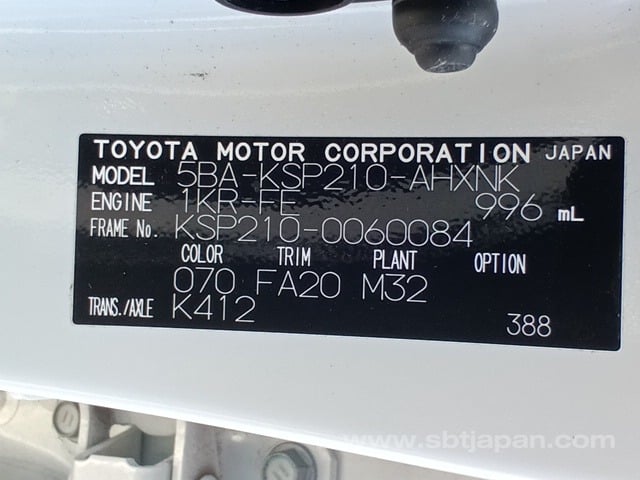 TOYOTA MOTOR CORPORATION JAPAN
MODEL 5BA-KSP210-AHXNK
ENGINE 1KR-FE 996 mL
FRAME No. KSP210-0060084
COLOR TRIM PLANT OPTION
070 FA20 M32
TRANS./AXLE K412
388
www.sbtjapan.com